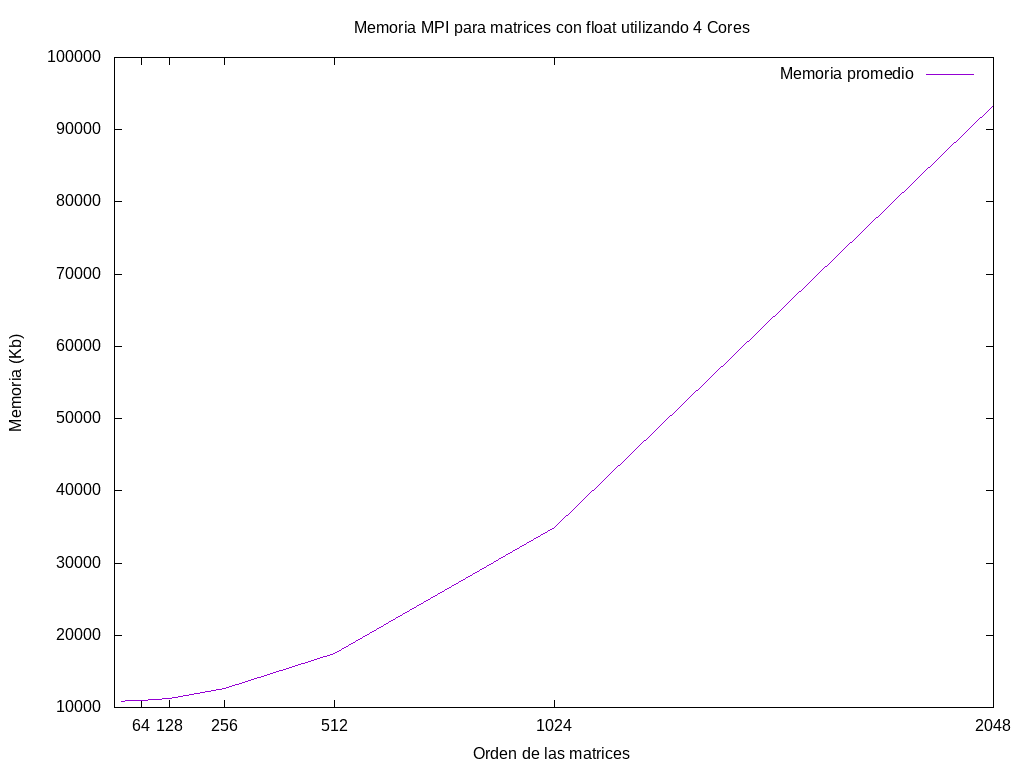 Memoria MPI para matrices con float utilizando 4 Cores
Memoria promedio
100000
90000
80000
70000
60000
50000
40000
30000
20000
10000
Memoria (Kb)
64 128 256 512 1024 2048
Orden de las matrices